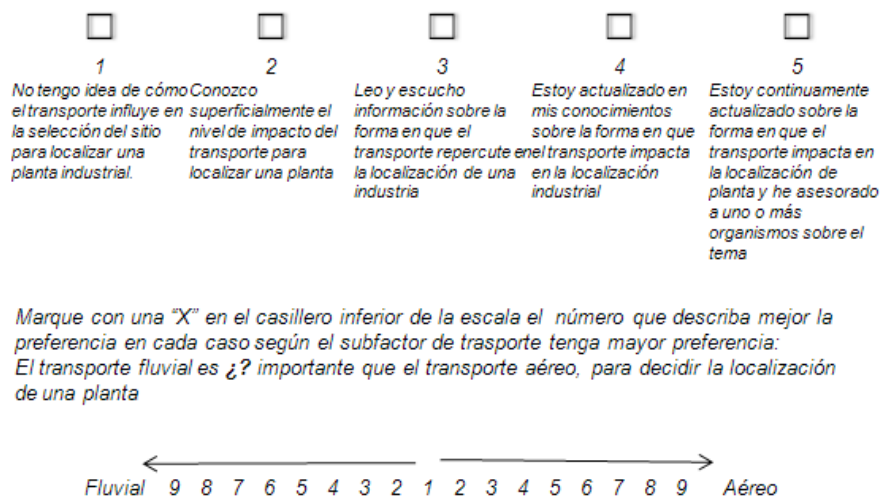 1
No tengo idea de cómo
el transporte influye en
la selección del sitio
para localizar una
planta industrial.
2
Conozco
superficialmente el
nivel de impacto del
transporte para
localizar una planta
3
Leo y escucho
información sobre la
forma en que el
transporte repercute en
la localización de una
industria
4
Estoy actualizado en
mis conocimientos
sobre la forma en que
el transporte impacta
en la localización
industrial
5
Estoy continuamente
actualizado sobre la
forma en que el
transporte impacta en
la localización de
planta y he asesorado
a uno o más
organismos sobre el
tema
Marque con una "X" en el casillero inferior de la escala el número que describa mejor la
preferencia en cada caso según el subfactor de trasporte tenga mayor preferencia:
El transporte fluvial es ¿? importante que el transporte aéreo, para decidir la localización
de una planta
Fluvial 9 8 7 6 5 4 3 2 1 2 3 4 5 6 7 8 9 Aéreo